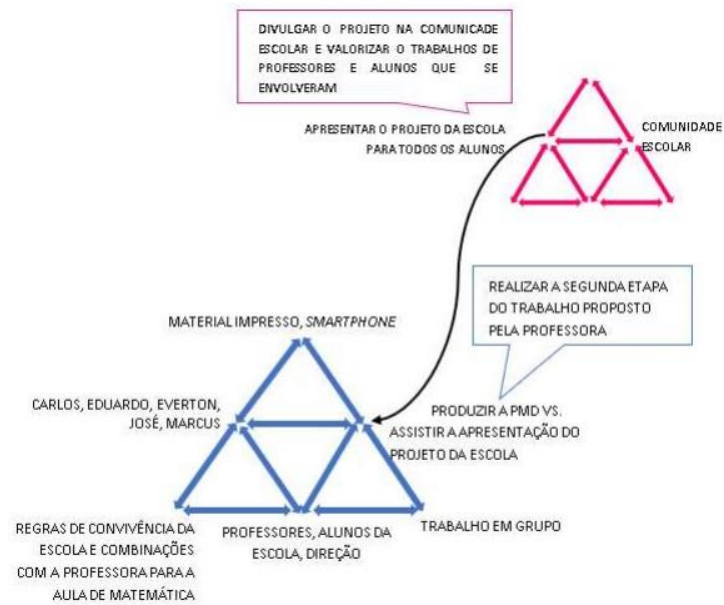 DIVULGAR O PROJETO NA COMUNICADE
ESCOLAR E VALORIZAR O TRABALHOS DE
PROFESSORES E ALUNOS QUE SE
ENVOLVERAM
APRESENTAR O PROJETO DA ESCOLA
PARA TODOS OS ALUNOS
COMUNIDADE
ESCOLAR
REALIZAR A SEGUNDA ETAPA
DO TRABALHO PROPOSTO
PELA PROFESSORA
MATERIAL IMPRESSO, SMARTPHONE
CARLOS, EDUARDO, EVERTON,
JOSÉ, MARCUS
PRODUZIR A PMD VS.
ASSISTIR A APRESENTAÇÃO DO
PROJETO DA ESCOLA
REGRAS DE CONVIVÊNCIA DA
ESCOLA E COMBINAÇÕES
COM A PROFESSORA PARA A
AULA DE MATEMÁTICA
PROFESSORES, ALUNOS DA
ESCOLA, DIREÇÃO
TRABALHO EM GRUPO